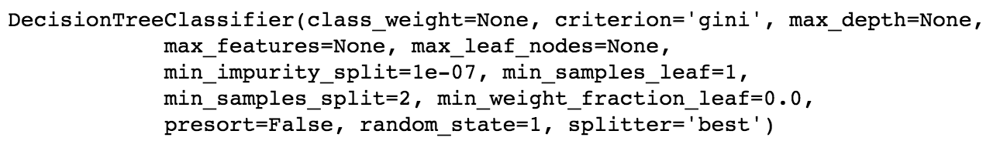 DecisionTreeClassifier(class_weight=None, criterion='gini', max_depth=None,
            max_features=None, max_leaf_nodes=None,
            min_impurity_split=1e-07, min_samples_leaf=1,
            min_samples_split=2, min_weight_fraction_leaf=0.0,
            presort=False, random_state=1, splitter='best')